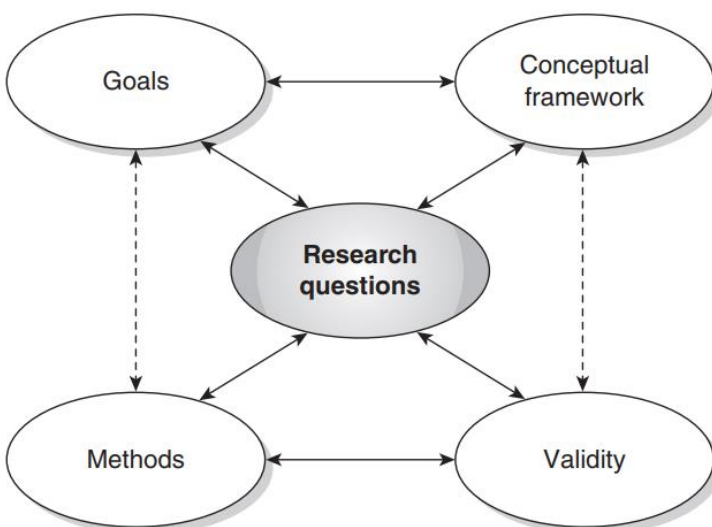 Goals
Conceptual
framework
Research
questions
Methods
Validity